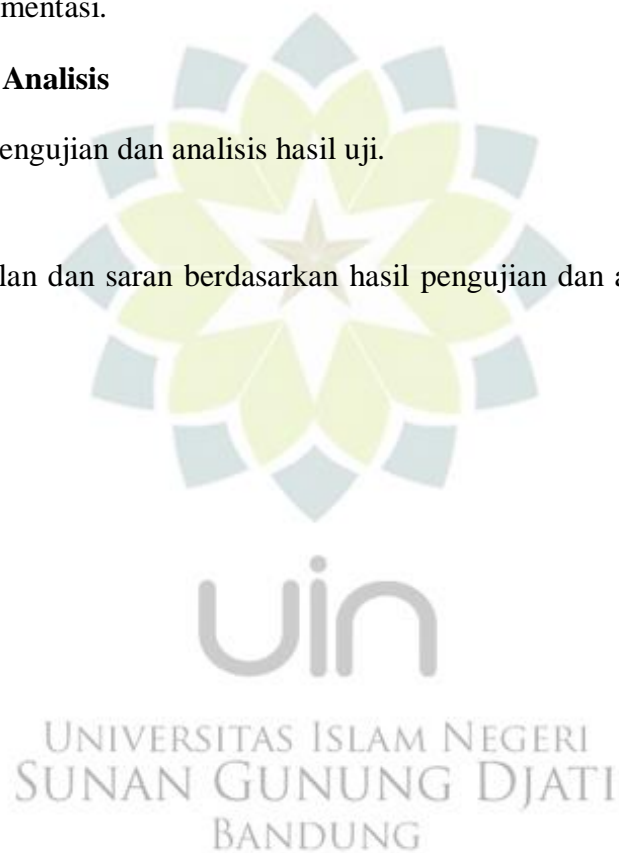 mentasi.
Analisis
engujian dan analisis hasil uji.
lan dan saran berdasarkan hasil pengujian dan a
uin
UNIVERSITAS ISLAM NEGERI
SUNAN GUNUNG DJATI
BANDUNG